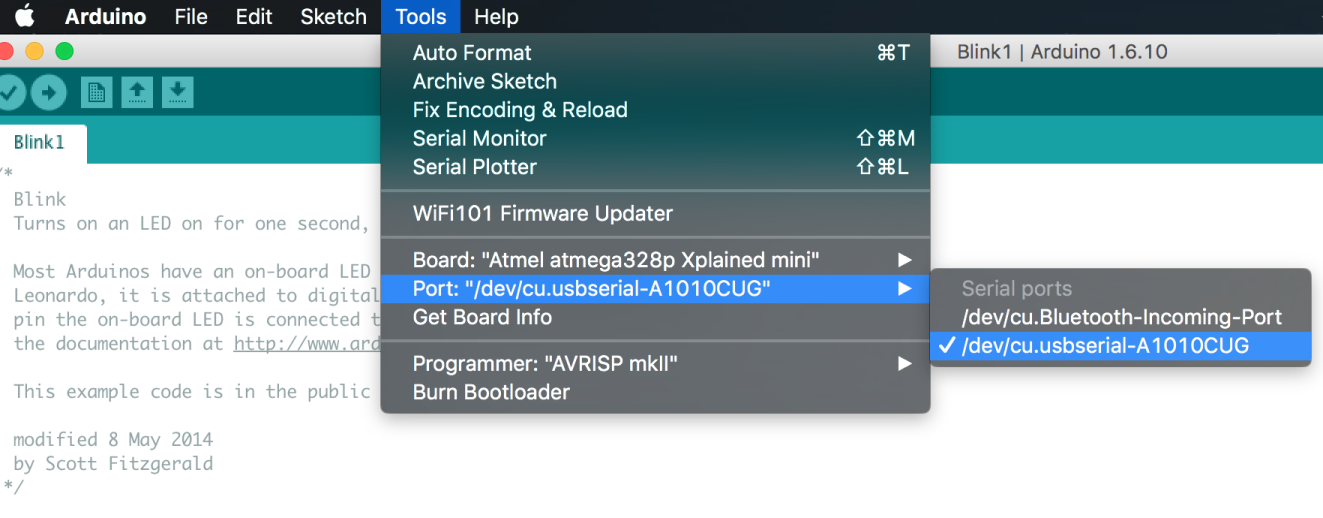 Arduino File Edit Sketch Tools Help
Blink1 | Arduino 1.6.10
Auto Format ⌘T
Archive Sketch
Fix Encoding & Reload
Serial Monitor ⇧⌘M
Serial Plotter ⇧⌘L
WiFi101 Firmware Updater
Board: "Atmel atmega328p Xplained mini" ▶
Port: "/dev/cu.usbserial-A1010CUG" ▶
Get Board Info
Programmer: "AVRISP mkII" ▶
Burn Bootloader
Serial ports
/dev/cu.Bluetooth-Incoming-Port
✓ /dev/cu.usbserial-A1010CUG
Blink1
/*
Blink
Turns on an LED on for one second,
Most Arduinos have an on-board LED
Leonardo, it is attached to digital
pin the on-board LED is connected
the documentation at http://www.ard
This example code is in the public
modified 8 May 2014
by Scott Fitzgerald
*/